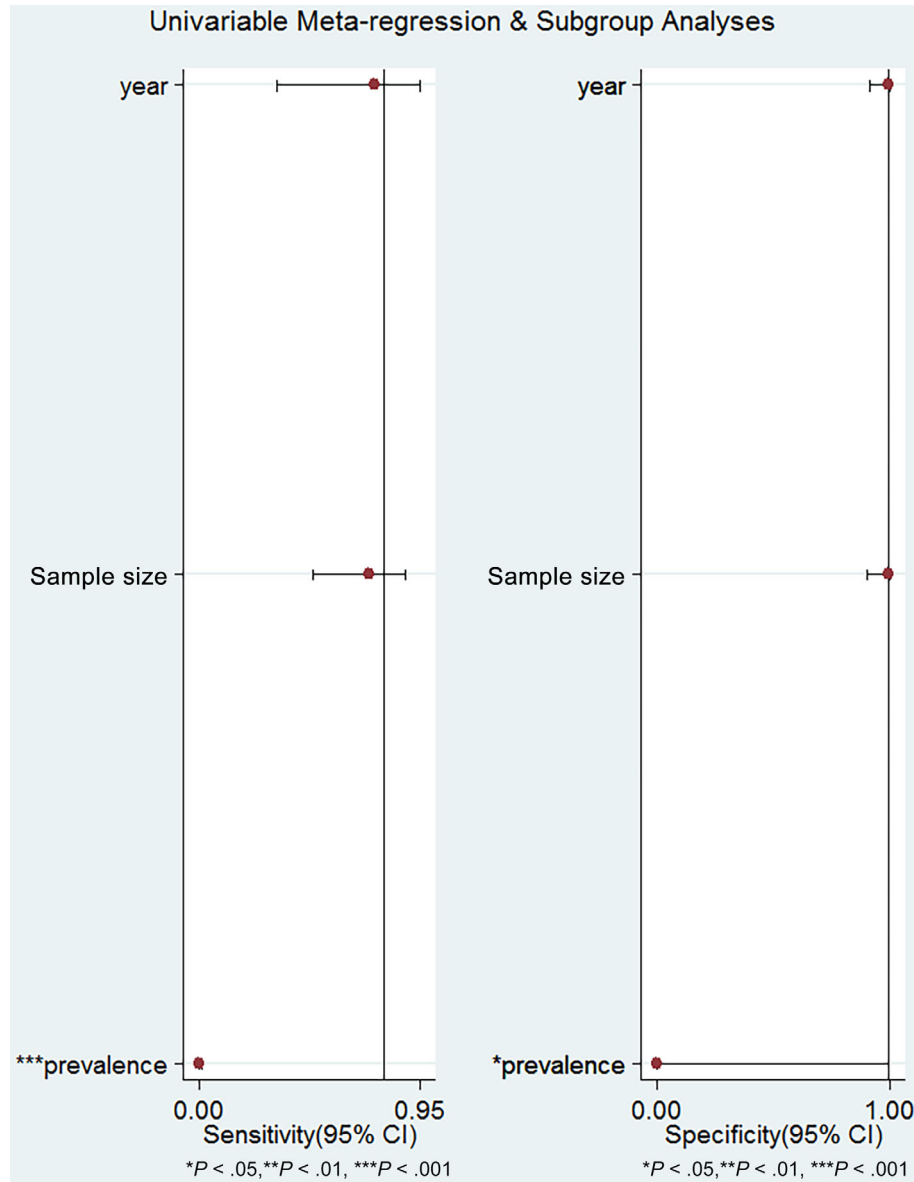 Univariable Meta-regression & Subgroup Analyses
year
Sample size
***prevalence
0.00 0.95
Sensitivity(95% CI)
*P < .05,**P < .01, ***P < .001
year
Sample size
*prevalence
0.00 1.00
Specificity(95% CI)
*P < .05,**P < .01, ***P < .001